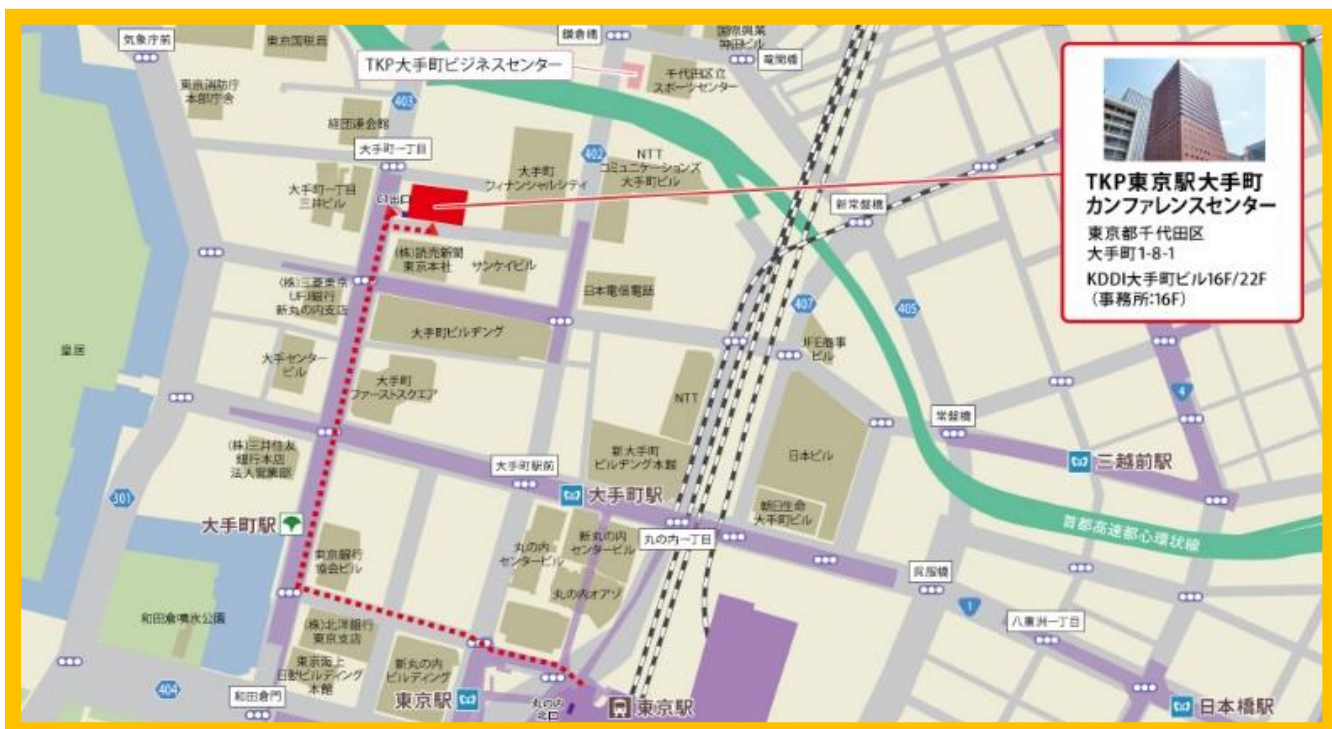 気象庁前
東京国税局
鎌倉橋
国際興業
神田ビル
竜閑橋
TKP大手町ビジネスセンター
千代田区立
スポーツセンター
東京消防庁
本部庁舎
403
経団連会館
大手町一丁目
402
NTT
コミュニケーションズ
大手町ビル
大手町
フィナンシャルシティ
大手町一丁目
三井ビル
C1出口
新常盤橋
TKP東京駅大手町
カンファレンスセンター
東京都千代田区
大手町1-8-1
KDDI大手町ビル16F/22F
(事務所:16F)
(株)読売新聞
東京本社
サンケイビル
(株)三菱東京
UFJ銀行
新丸の内支店
日本電信電話
407
405
大手町ビルヂング
JFE商事
ビル
皇居
大手センター
ビル
大手町
ファーストスクエア
NTT
4
常盤橋
(株)三井住友
銀行本店
法人営業部
大手町駅前
新大手町
ビルヂング本館
日本ビル
三越前駅
301
大手町駅
大手町駅
朝日生命
大手町ビル
首都高速都心環状線
東京銀行
協会ビル
丸の内
センタービル
新丸の内
センタービル
丸の内一丁目
呉服橋
丸の内オアゾ
1
和田倉噴水公園
(株)北洋銀行
東京支店
八重洲一丁目
東京海上
日動ビルディング
本館
新丸の内
ビルディング
404
和田倉門
東京駅
丸の内
北口
東京駅
日本橋駅